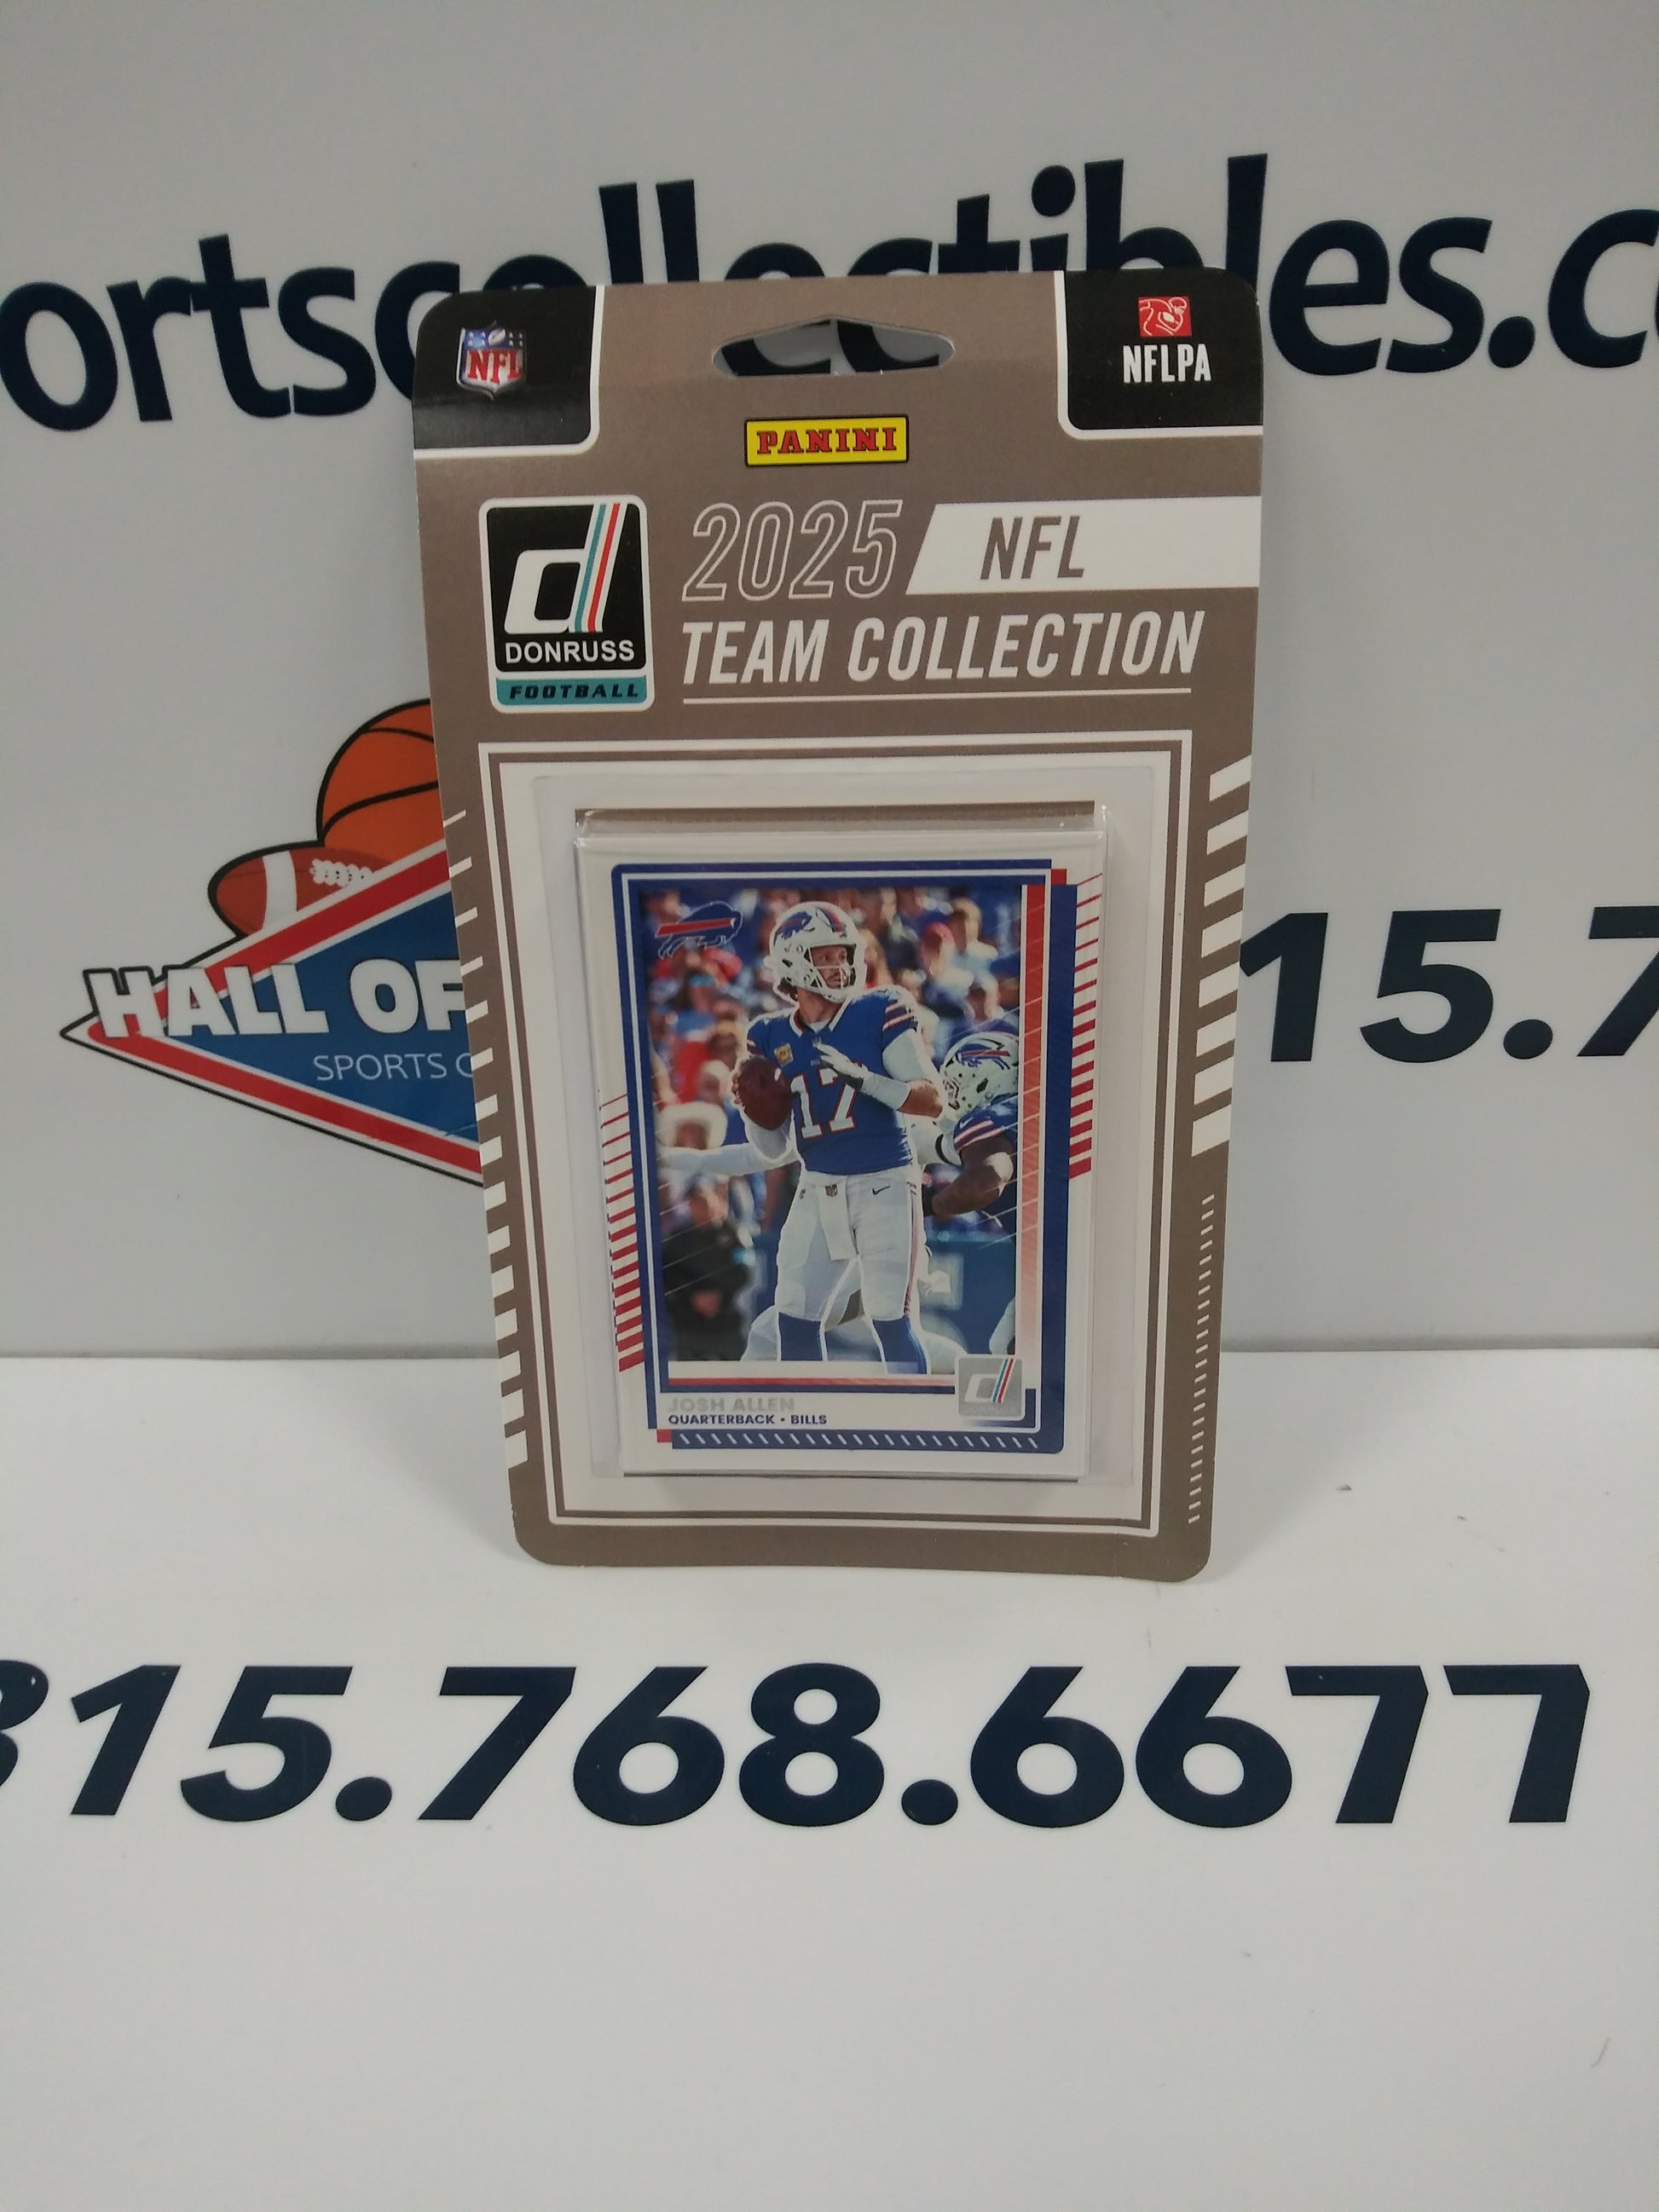 ortscollectibles.c
NFL
NFLPA
PANINI
2025 NFL
TEAM COLLECTION
DONRUSS
FOOTBALL
HALL OF
SPORTS C
15.7
17
JOSH ALLEN
QUARTERBACK • BILLS
815.768.6677